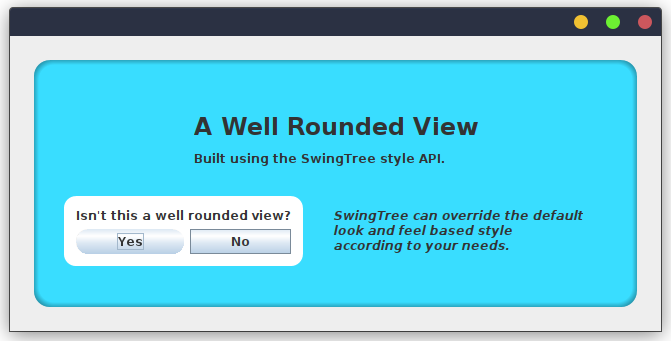 A Well Rounded View
Built using the SwingTree style API.
Isn't this a well rounded view?
Yes
No
SwingTree can override the default
look and feel based style
according to your needs.